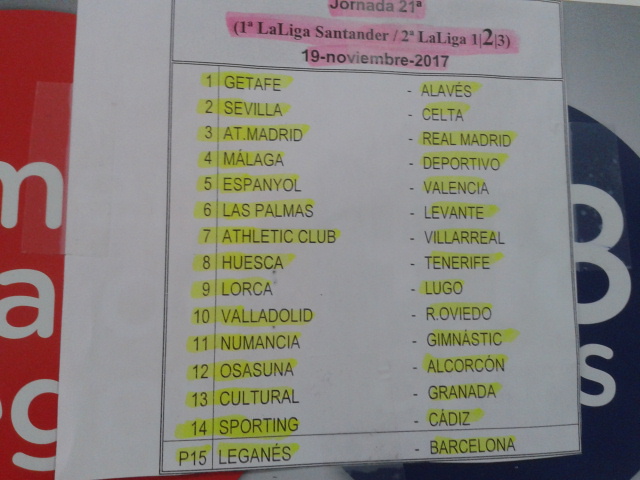 Jornada 21ª
(1ª LaLiga Santander / 2ª LaLiga 1|2|3)
19-noviembre-2017
1 GETAFE - ALAVÉS
2 SEVILLA - CELTA
3 AT.MADRID - REAL MADRID
4 MÁLAGA - DEPORTIVO
5 ESPANYOL - VALENCIA
6 LAS PALMAS - LEVANTE
7 ATHLETIC CLUB - VILLARREAL
8 HUESCA - TENERIFE
9 LORCA - LUGO
10 VALLADOLID - R.OVIEDO
11 NUMANCIA - GIMNÀSTIC
12 OSASUNA - ALCORCÓN
13 CULTURAL - GRANADA
14 SPORTING - CÁDIZ
P15 LEGANÉS - BARCELONA